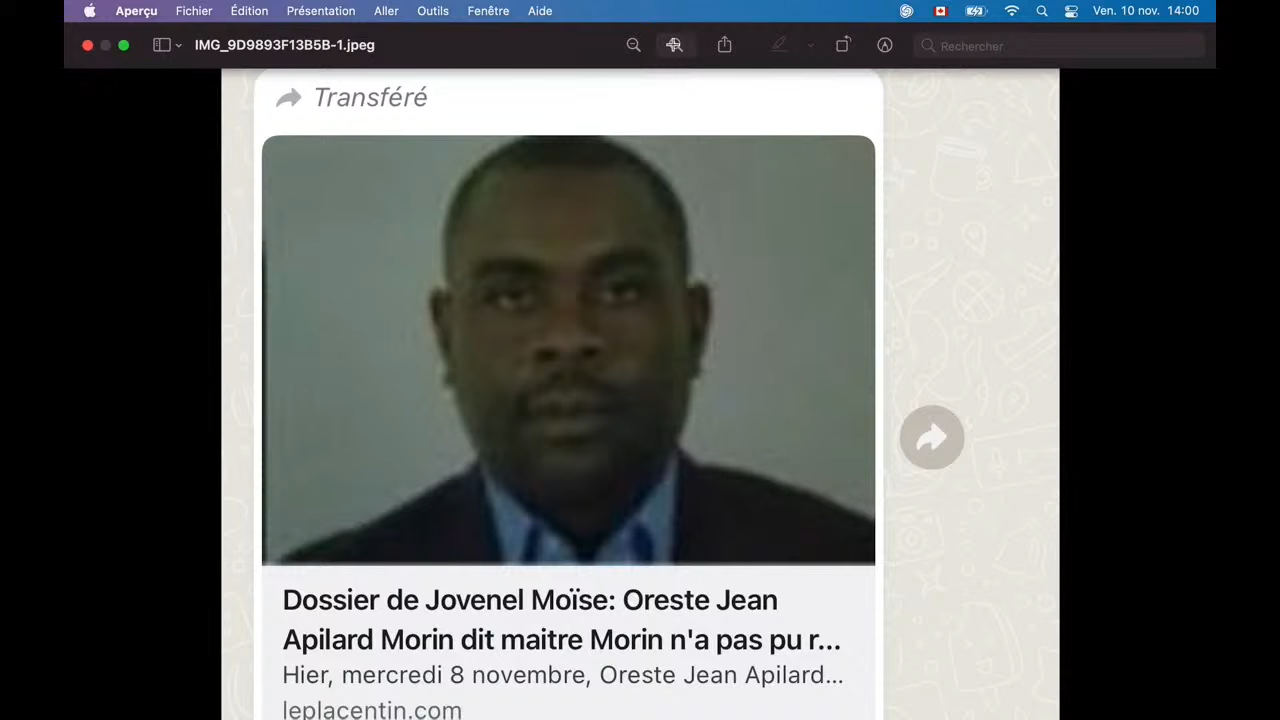 Aperçu Fichier Édition Présentation Aller Outils Fenêtre Aide Ven. 10 nov. 14:00
IMG_9D9893F13B5B-1.jpeg Rechercher
Transféré
Dossier de Jovenel Moïse: Oreste Jean
Apilard Morin dit maitre Morin n'a pas pu r...
Hier, mercredi 8 novembre, Oreste Jean Apilard...
leplacentin.com